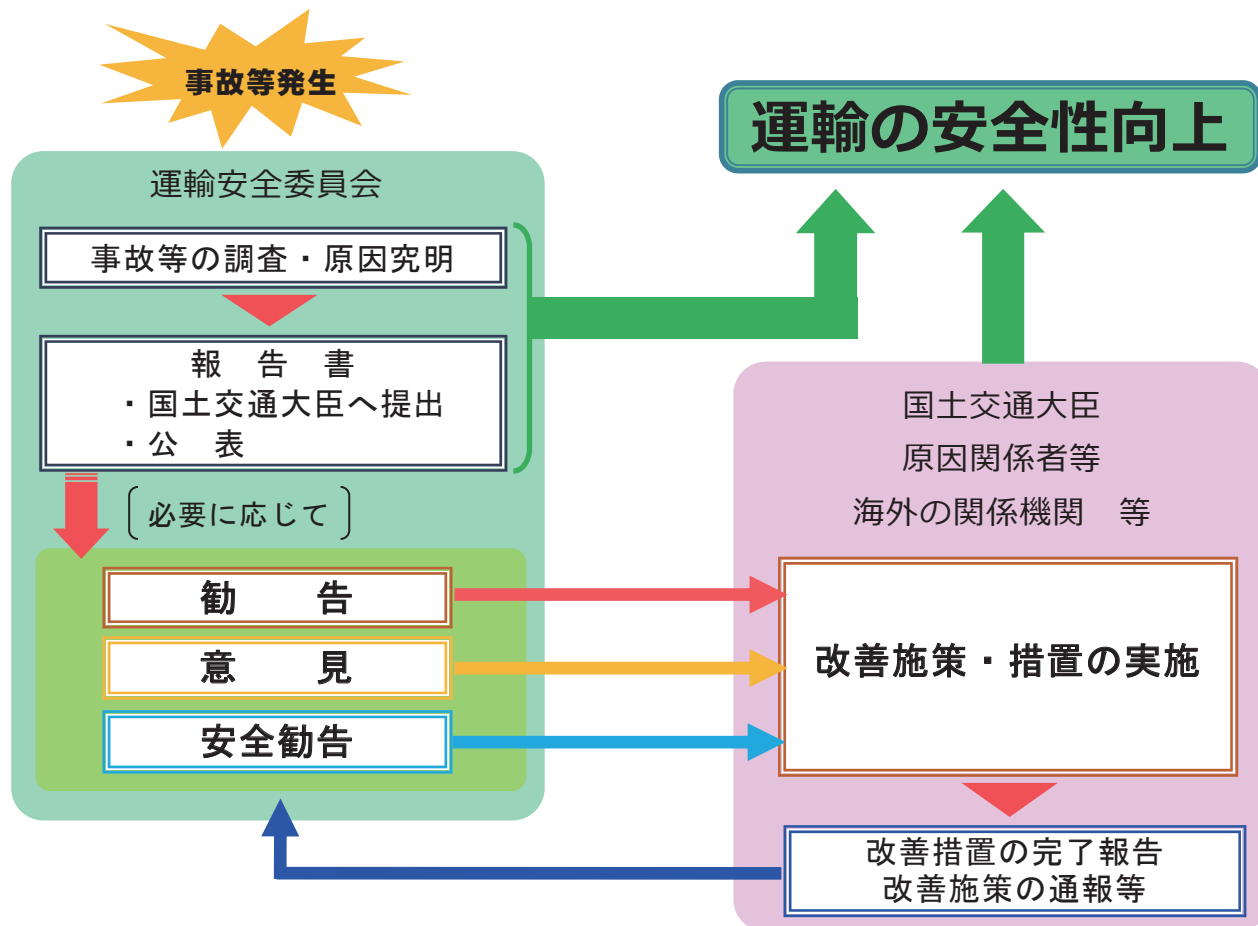 事故等発生
運輸の安全性向上
運輸安全委員会
事故等の調査・原因究明
報　告　書
・国土交通大臣へ提出
・公　表
必要に応じて
勧　　告
意　　見
安全勧告
国土交通大臣
原因関係者等
海外の関係機関　等
改善施策・措置の実施
改善措置の完了報告
改善施策の通報等